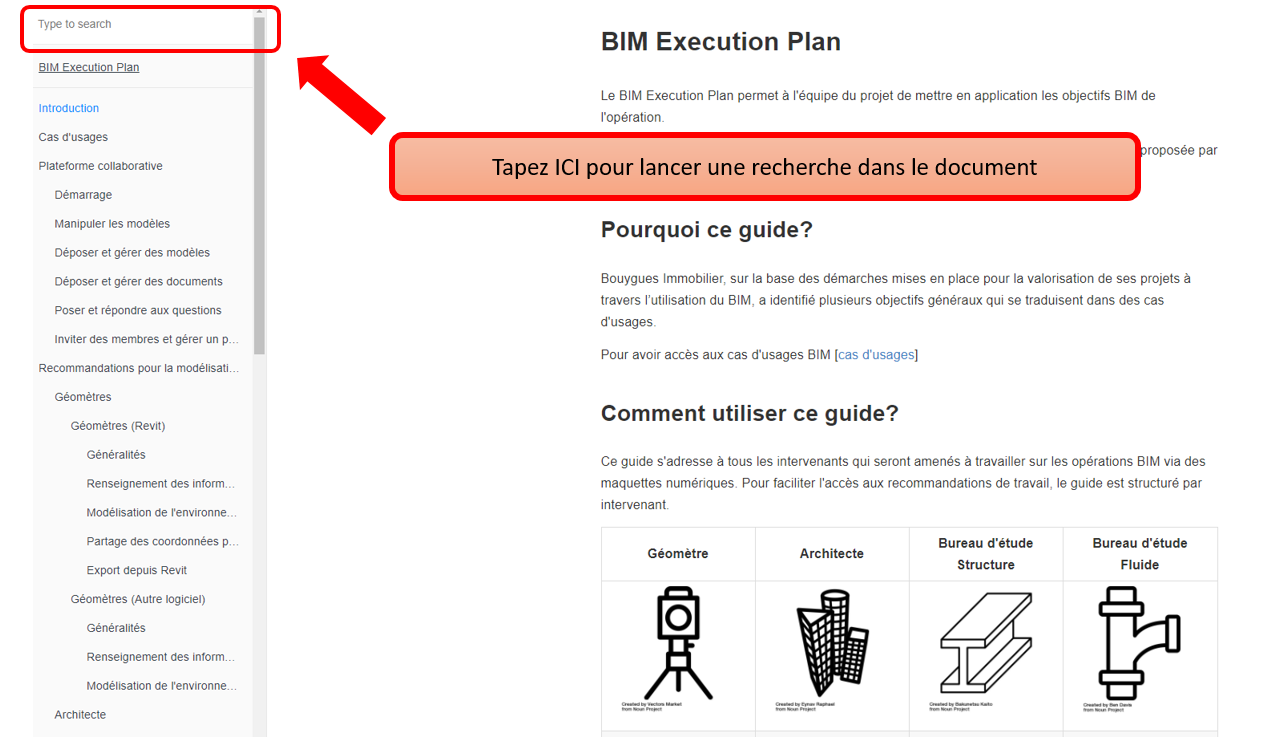 Type to search
BIM Execution Plan
Introduction
Cas d'usages
Plateforme collaborative
Démarrage
Manipuler les modèles
Déposer et gérer des modèles
Déposer et gérer des documents
Poser et répondre aux questions
Inviter des membres et gérer un p...
Recommandations pour la modélisati...
Géomètres
Géomètres (Revit)
Généralités
Renseignement des inform...
Modélisation de l'environne...
Partage des coordonnées p...
Export depuis Revit
Géomètres (Autre logiciel)
Généralités
Renseignement des inform...
Modélisation de l'environne...
Architecte
BIM Execution Plan
Le BIM Execution Plan permet à l'équipe du projet de mettre en application les objectifs BIM de
l'opération.
proposée par
Tapez ICI pour lancer une recherche dans le document
Pourquoi ce guide?
Bouygues Immobilier, sur la base des démarches mises en place pour la valorisation de ses projets à
travers l'utilisation du BIM, a identifié plusieurs objectifs généraux qui se traduisent dans des cas
d'usages.
Pour avoir accès aux cas d'usages BIM [cas d'usages]
Comment utiliser ce guide?
Ce guide s'adresse à tous les intervenants qui seront amenés à travailler sur les opérations BIM via des
maquettes numériques. Pour faciliter l'accès aux recommandations de travail, le guide est structuré par
intervenant.
Géomètre
Architecte
Bureau d'étude
Structure
Bureau d'étude
Fluide
Created by Vectors Market
from Noun Project
Created by Eynav Raphael
from Noun Project
Created by Bakunetsu Kaito
from Noun Project
Created by Ben Davis
from Noun Project